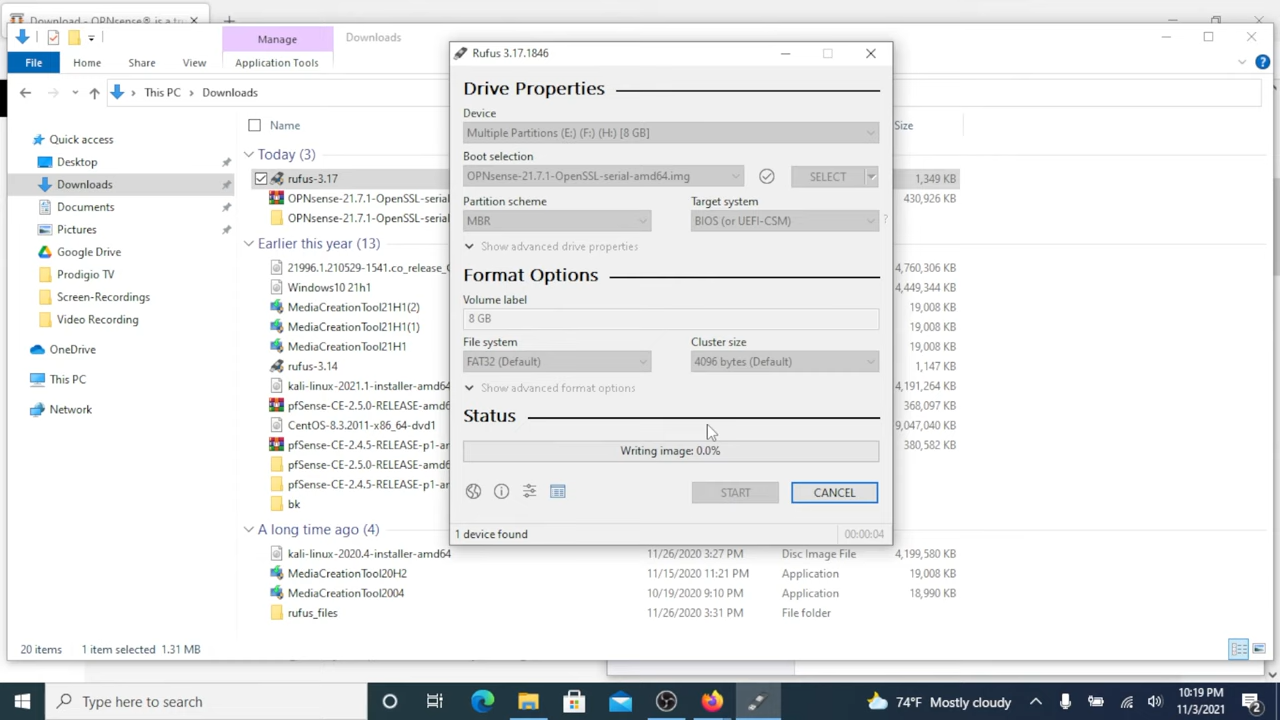 Download - OPNsense® is a
Manage
Downloads
File
Home
Share
View
Application Tools
This PC
Downloads
Quick access
Desktop
Downloads
Documents
Pictures
Google Drive
Prodigio TV
Screen-Recordings
Video Recording
OneDrive
This PC
Network
Name
Size
Today (3)
rufus-3.17
1,349 KB
OPNsense-21.7.1-OpenSSL-serial
430,926 KB
OPNsense-21.7.1-OpenSSL-serial
Earlier this year (13)
21996.1.210529-1541.co_release_
4,760,306 KB
Windows10 21h1
4,449,344 KB
MediaCreationTool21H1(2)
19,008 KB
MediaCreationTool21H1(1)
19,008 KB
MediaCreationTool21H1
19,008 KB
rufus-3.14
1,147 KB
kali-linux-2021.1-installer-amd6
4,191,264 KB
pfSense-CE-2.5.0-RELEASE-amd6
368,097 KB
CentOS-8.3.2011-x86_64-dvd1
9,047,040 KB
pfSense-CE-2.4.5-RELEASE-p1-ar
380,582 KB
pfSense-CE-2.5.0-RELEASE-amd6
pfSense-CE-2.4.5-RELEASE-p1-ar
bk
A long time ago (4)
kali-linux-2020.4-installer-amd64 11/26/2020 3:27 PM Disc Image File 4,199,580 KB
MediaCreationTool20H2 11/15/2020 11:21 PM Application 19,008 KB
MediaCreationTool2004 10/19/2020 9:10 PM Application 18,990 KB
rufus_files 11/26/2020 3:31 PM File folder
20 items 1 item selected 1.31 MB
Rufus 3.17.1846
Drive Properties
Device
Multiple Partitions (E:) (F:) (H:) [8 GB]
Boot selection
OPNsense-21.7.1-OpenSSL-serial-amd64.img
SELECT
Partition scheme
Target system
MBR
BIOS (or UEFI-CSM)
?
Show advanced drive properties
Format Options
Volume label
8 GB
File system
Cluster size
FAT32 (Default)
4096 bytes (Default)
Show advanced format options
Status
Writing image: 0.0%
START
CANCEL
1 device found
00:00:04
Type here to search
74°F Mostly cloudy
10:19 PM
11/3/2021
2